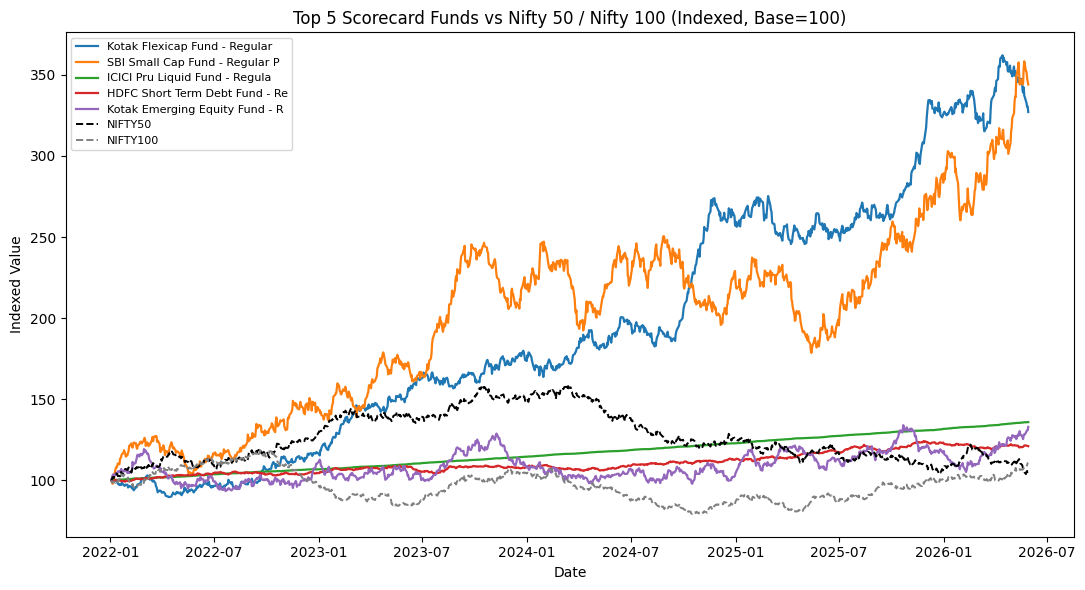 Top 5 Scorecard Funds vs Nifty 50 / Nifty 100 (Indexed, Base=100)
Kotak Flexicap Fund - Regular
SBI Small Cap Fund - Regular P
ICICI Pru Liquid Fund - Regula
HDFC Short Term Debt Fund - Re
Kotak Emerging Equity Fund - R
NIFTY50
NIFTY100
Indexed Value
350
300
250
200
150
100
2022-01 2022-07 2023-01 2023-07 2024-01 2024-07 2025-01 2025-07 2026-01 2026-07
Date